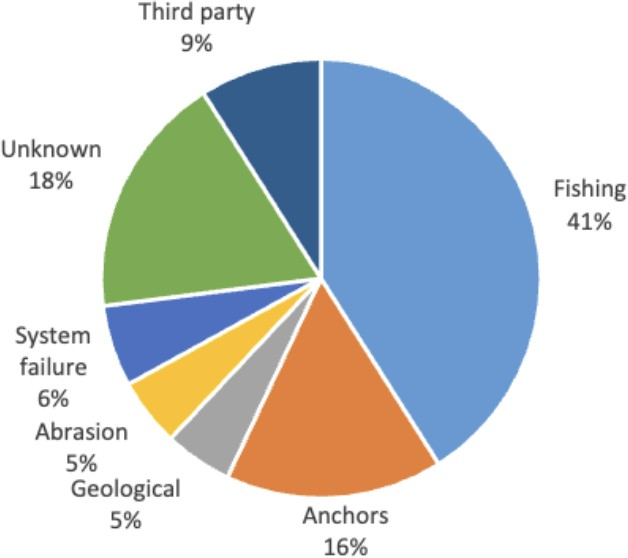 Third party
9%
Fishing
41%
Unknown
18%
System
failure
6%
Abrasion
5%
Geological
5%
Anchors
16%